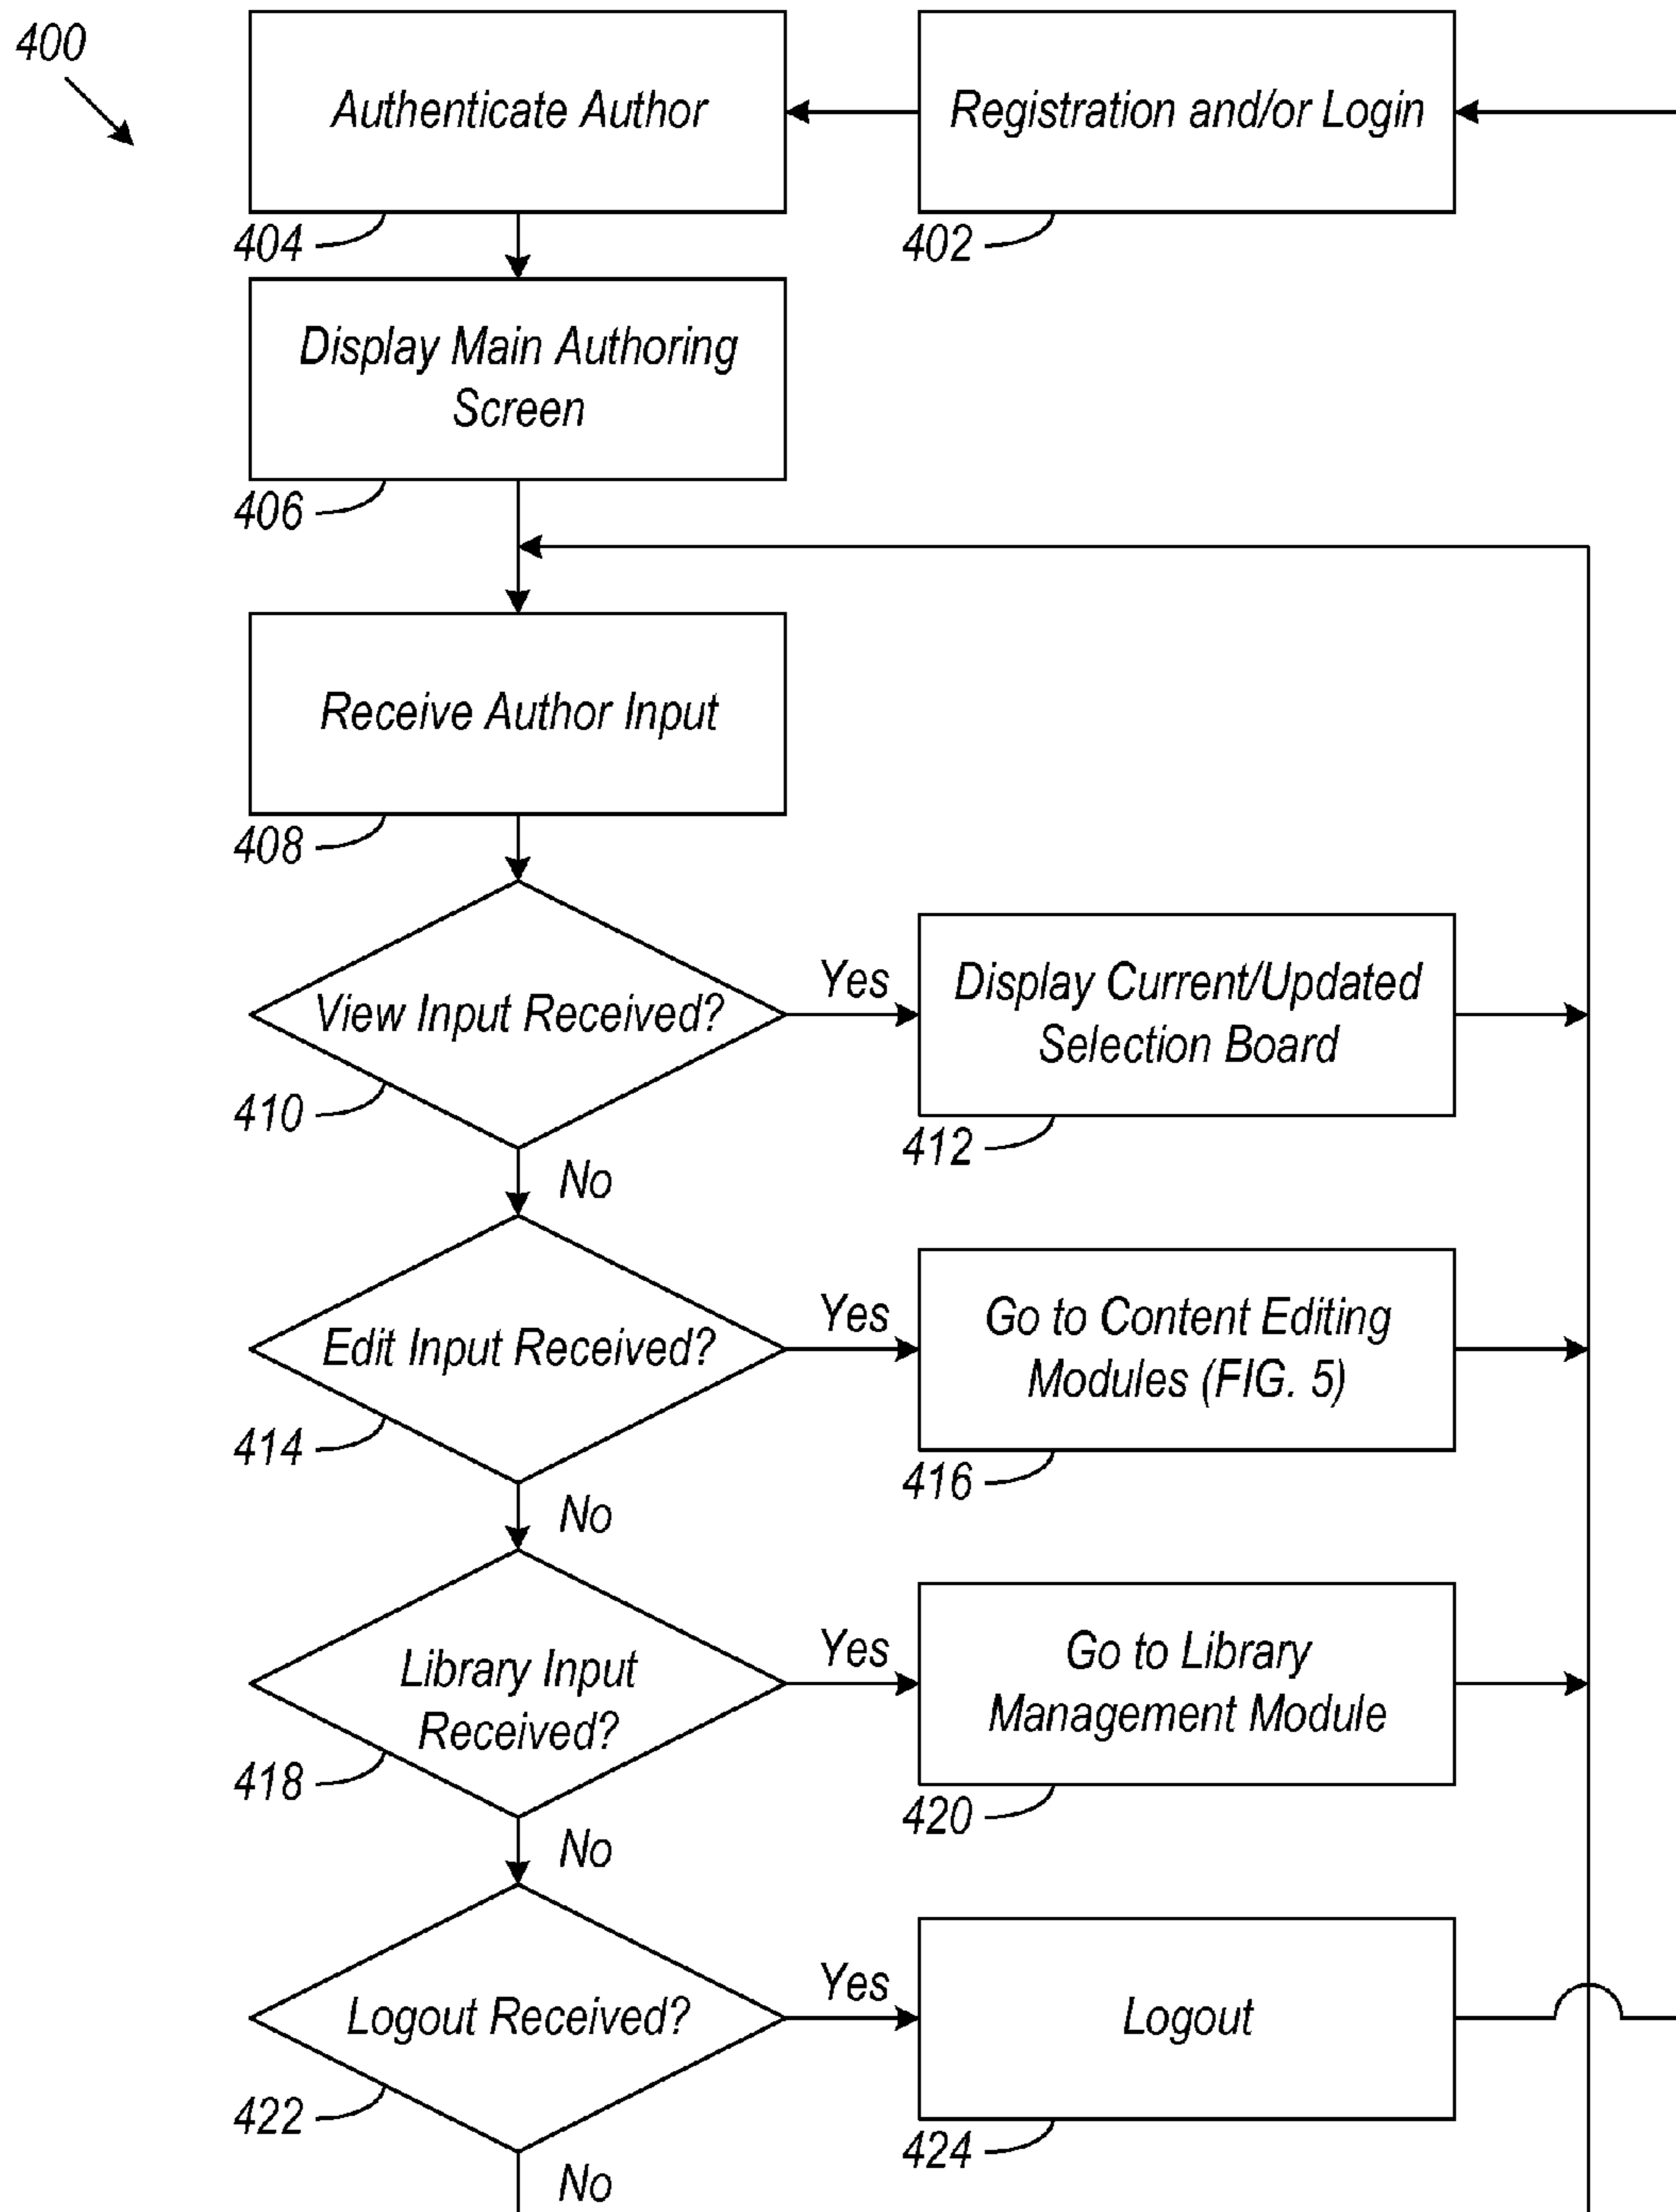 400
Authenticate Author
Registration and/or Login
404
402
Display Main Authoring
Screen
406
Receive Author Input
408
View Input Received?
Yes
Display Current/Updated
Selection Board
410
412
No
Edit Input Received?
Yes
Go to Content Editing
Modules (FIG. 5)
414
416
No
Library Input
Received?
Yes
Go to Library
Management Module
418
420
No
Logout Received?
Yes
Logout
422
424
No